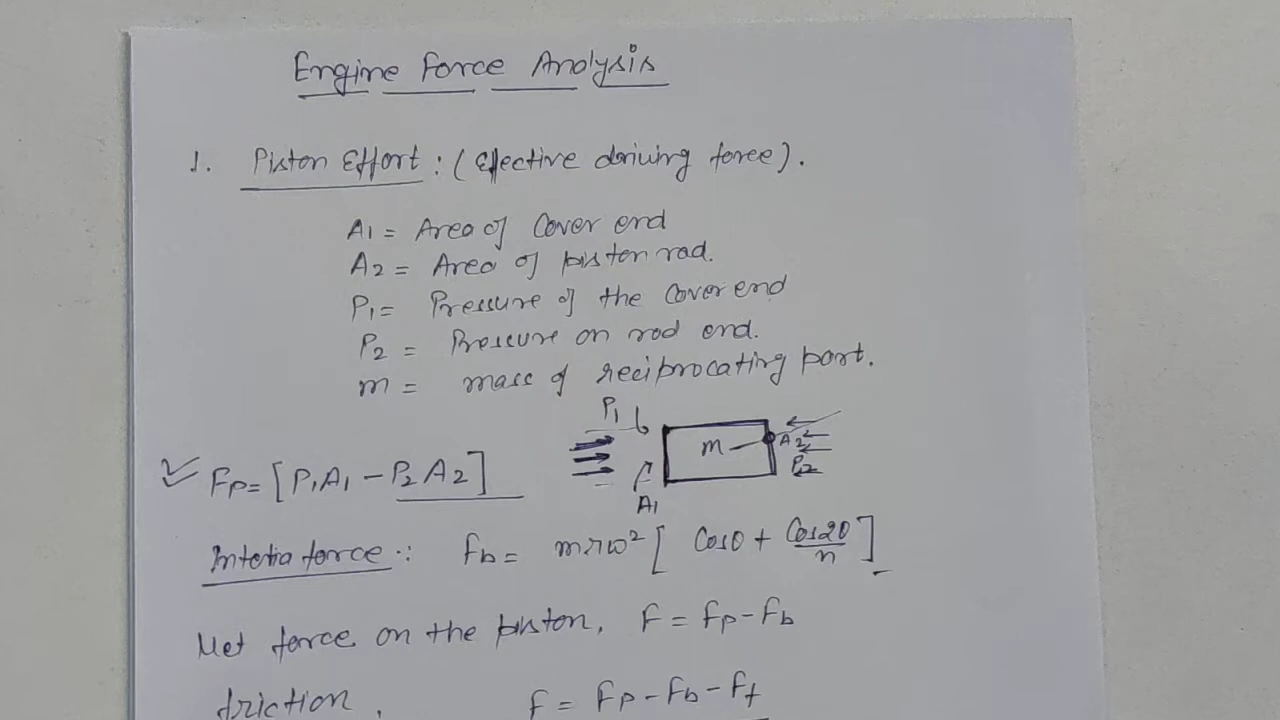 Engine Force Analysis
1. Piston Effort : (Effective driving force).
A1 = Area of Cover end
A2 = Area of piston rod.
P1 = Pressure of the Cover end
P2 = Pressure on rod end.
m = mass of reciprocating part.
P1
m
A2
P2
A1
Fp = [P1A1 - P2A2]
Intetia force :: Fb = mrω² [ Cosθ + Cos2θ/n ]
Net force on the piston, F = Fp - Fb
friction, F = Fp - Fb - Ff